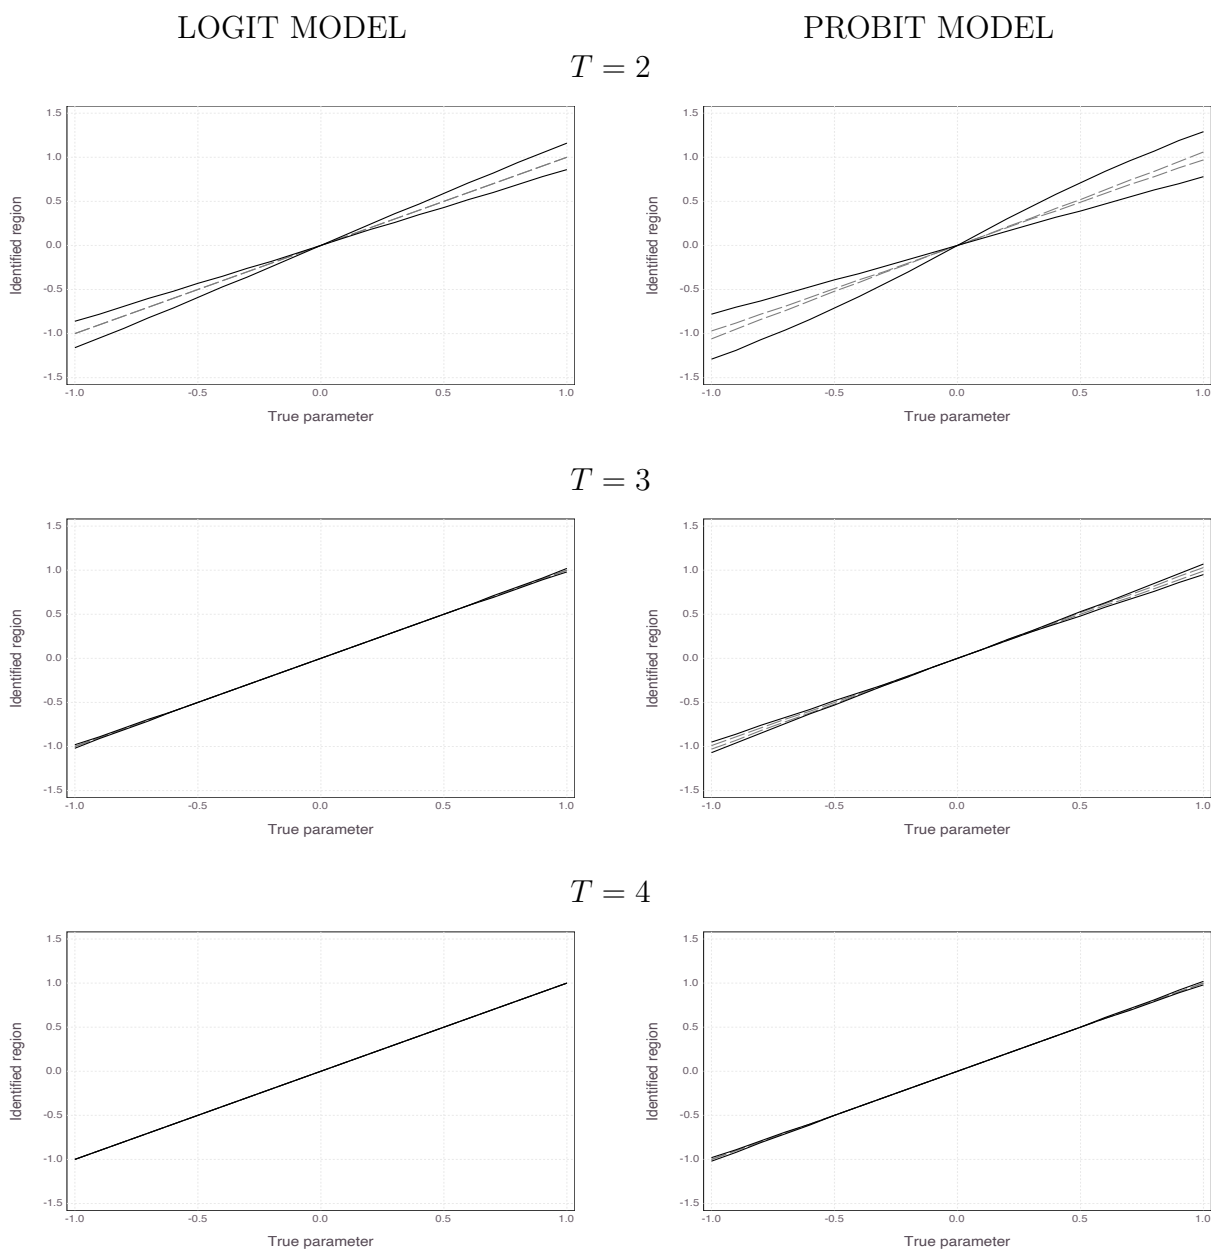 LOGIT MODEL PROBIT MODEL
T = 2
1.5 1.5
1.0 1.0
0.5 0.5
0.0 0.0
-0.5 -0.5
-1.0 -1.0
-1.5 -1.5
Identified region Identified region
-1.0 -0.5 0.0 0.5 1.0 -1.0 -0.5 0.0 0.5 1.0
True parameter True parameter
T = 3
1.5 1.5
1.0 1.0
0.5 0.5
0.0 0.0
-0.5 -0.5
-1.0 -1.0
-1.5 -1.5
Identified region Identified region
-1.0 -0.5 0.0 0.5 1.0 -1.0 -0.5 0.0 0.5 1.0
True parameter True parameter
T = 4
1.5 1.5
1.0 1.0
0.5 0.5
0.0 0.0
-0.5 -0.5
-1.0 -1.0
-1.5 -1.5
Identified region Identified region
-1.0 -0.5 0.0 0.5 1.0 -1.0 -0.5 0.0 0.5 1.0
True parameter True parameter